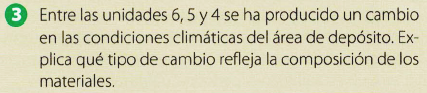 3 Entre las unidades 6, 5 y 4 se ha producido un cambio
en las condiciones climáticas del área de depósito. Ex-
plica qué tipo de cambio refleja la composición de los
materiales.